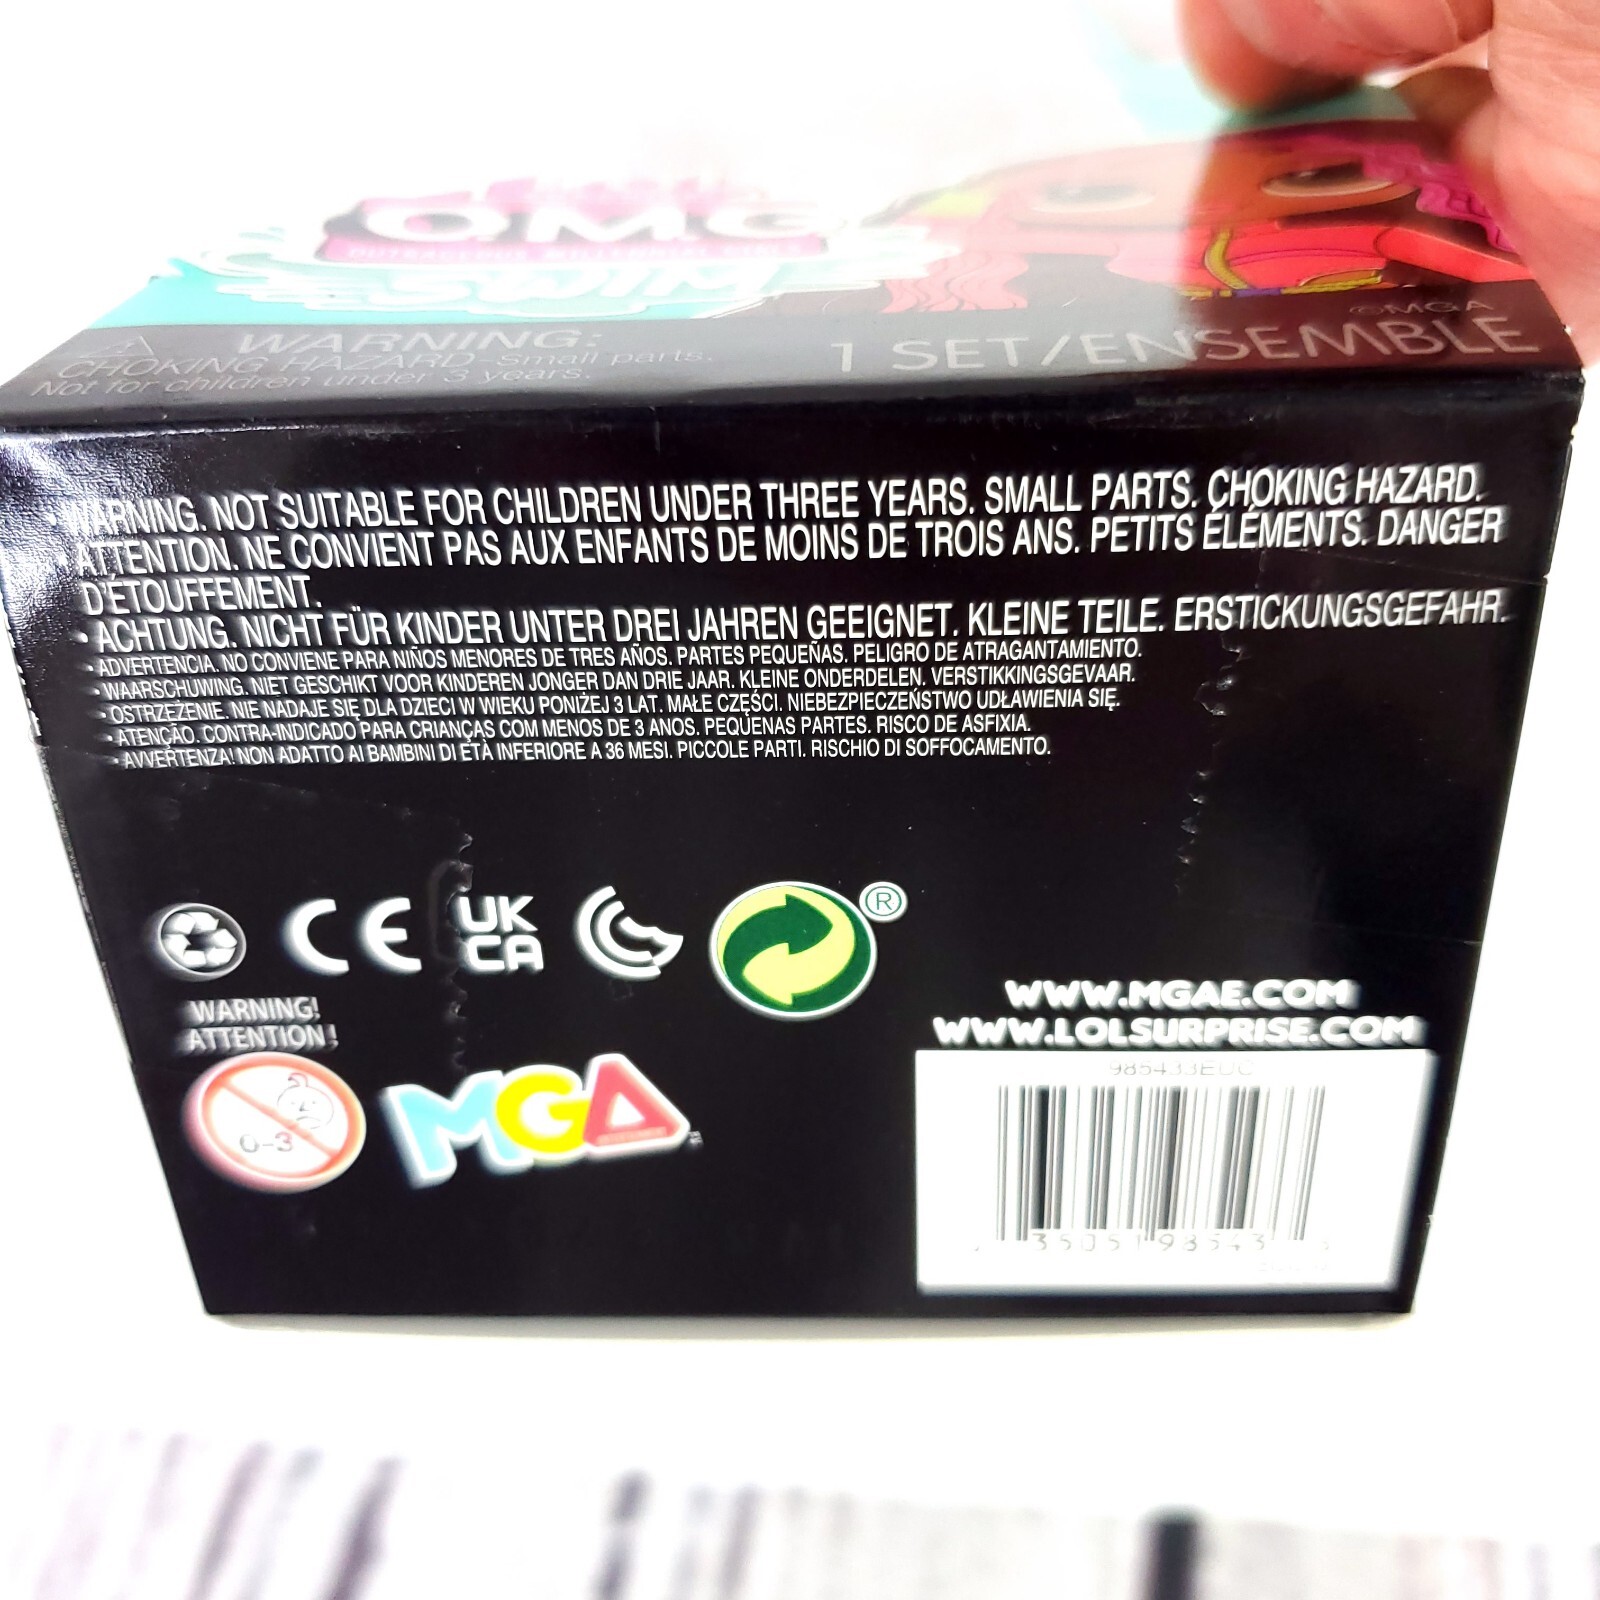 OMG
OUTRAGEOUS MILLENNIAL GIRLS
SWIM
©MGA
WARNING:
CHOKING HAZARD-Small parts.
Not for children under 3 years.
1 SET/ENSEMBLE
• WARNING. NOT SUITABLE FOR CHILDREN UNDER THREE YEARS. SMALL PARTS. CHOKING HAZARD.
• ATTENTION. NE CONVIENT PAS AUX ENFANTS DE MOINS DE TROIS ANS. PETITS ÉLÉMENTS. DANGER
D'ÉTOUFFEMENT.
• ACHTUNG. NICHT FÜR KINDER UNTER DREI JAHREN GEEIGNET. KLEINE TEILE. ERSTICKUNGSGEFAHR.
• ADVERTENCIA. NO CONVIENE PARA NIÑOS MENORES DE TRES AÑOS. PARTES PEQUEÑAS. PELIGRO DE ATRAGANTAMIENTO.
• WAARSCHUWING. NIET GESCHIKT VOOR KINDEREN JONGER DAN DRIE JAAR. KLEINE ONDERDELEN. VERSTIKKINGSGEVAAR.
• OSTRZEŻENIE. NIE NADAJE SIĘ DLA DZIECI W WIEKU PONIŻEJ 3 LAT. MAŁE CZĘŚCI. NIEBEZPIECZEŃSTWO UDŁAWIENIA SIĘ.
• ATENÇÃO. CONTRA-INDICADO PARA CRIANÇAS COM MENOS DE 3 ANOS. PEQUENAS PARTES. RISCO DE ASFIXIA.
• AVVERTENZA! NON ADATTO AI BAMBINI DI ETÀ INFERIORE A 36 MESI. PICCOLE PARTI. RISCHIO DI SOFFOCAMENTO.
CE
UK
CA
®
WARNING!
ATTENTION!
0-3
MGA
WWW.MGAE.COM
WWW.LOLSURPRISE.COM
985433EUC
35051 98543